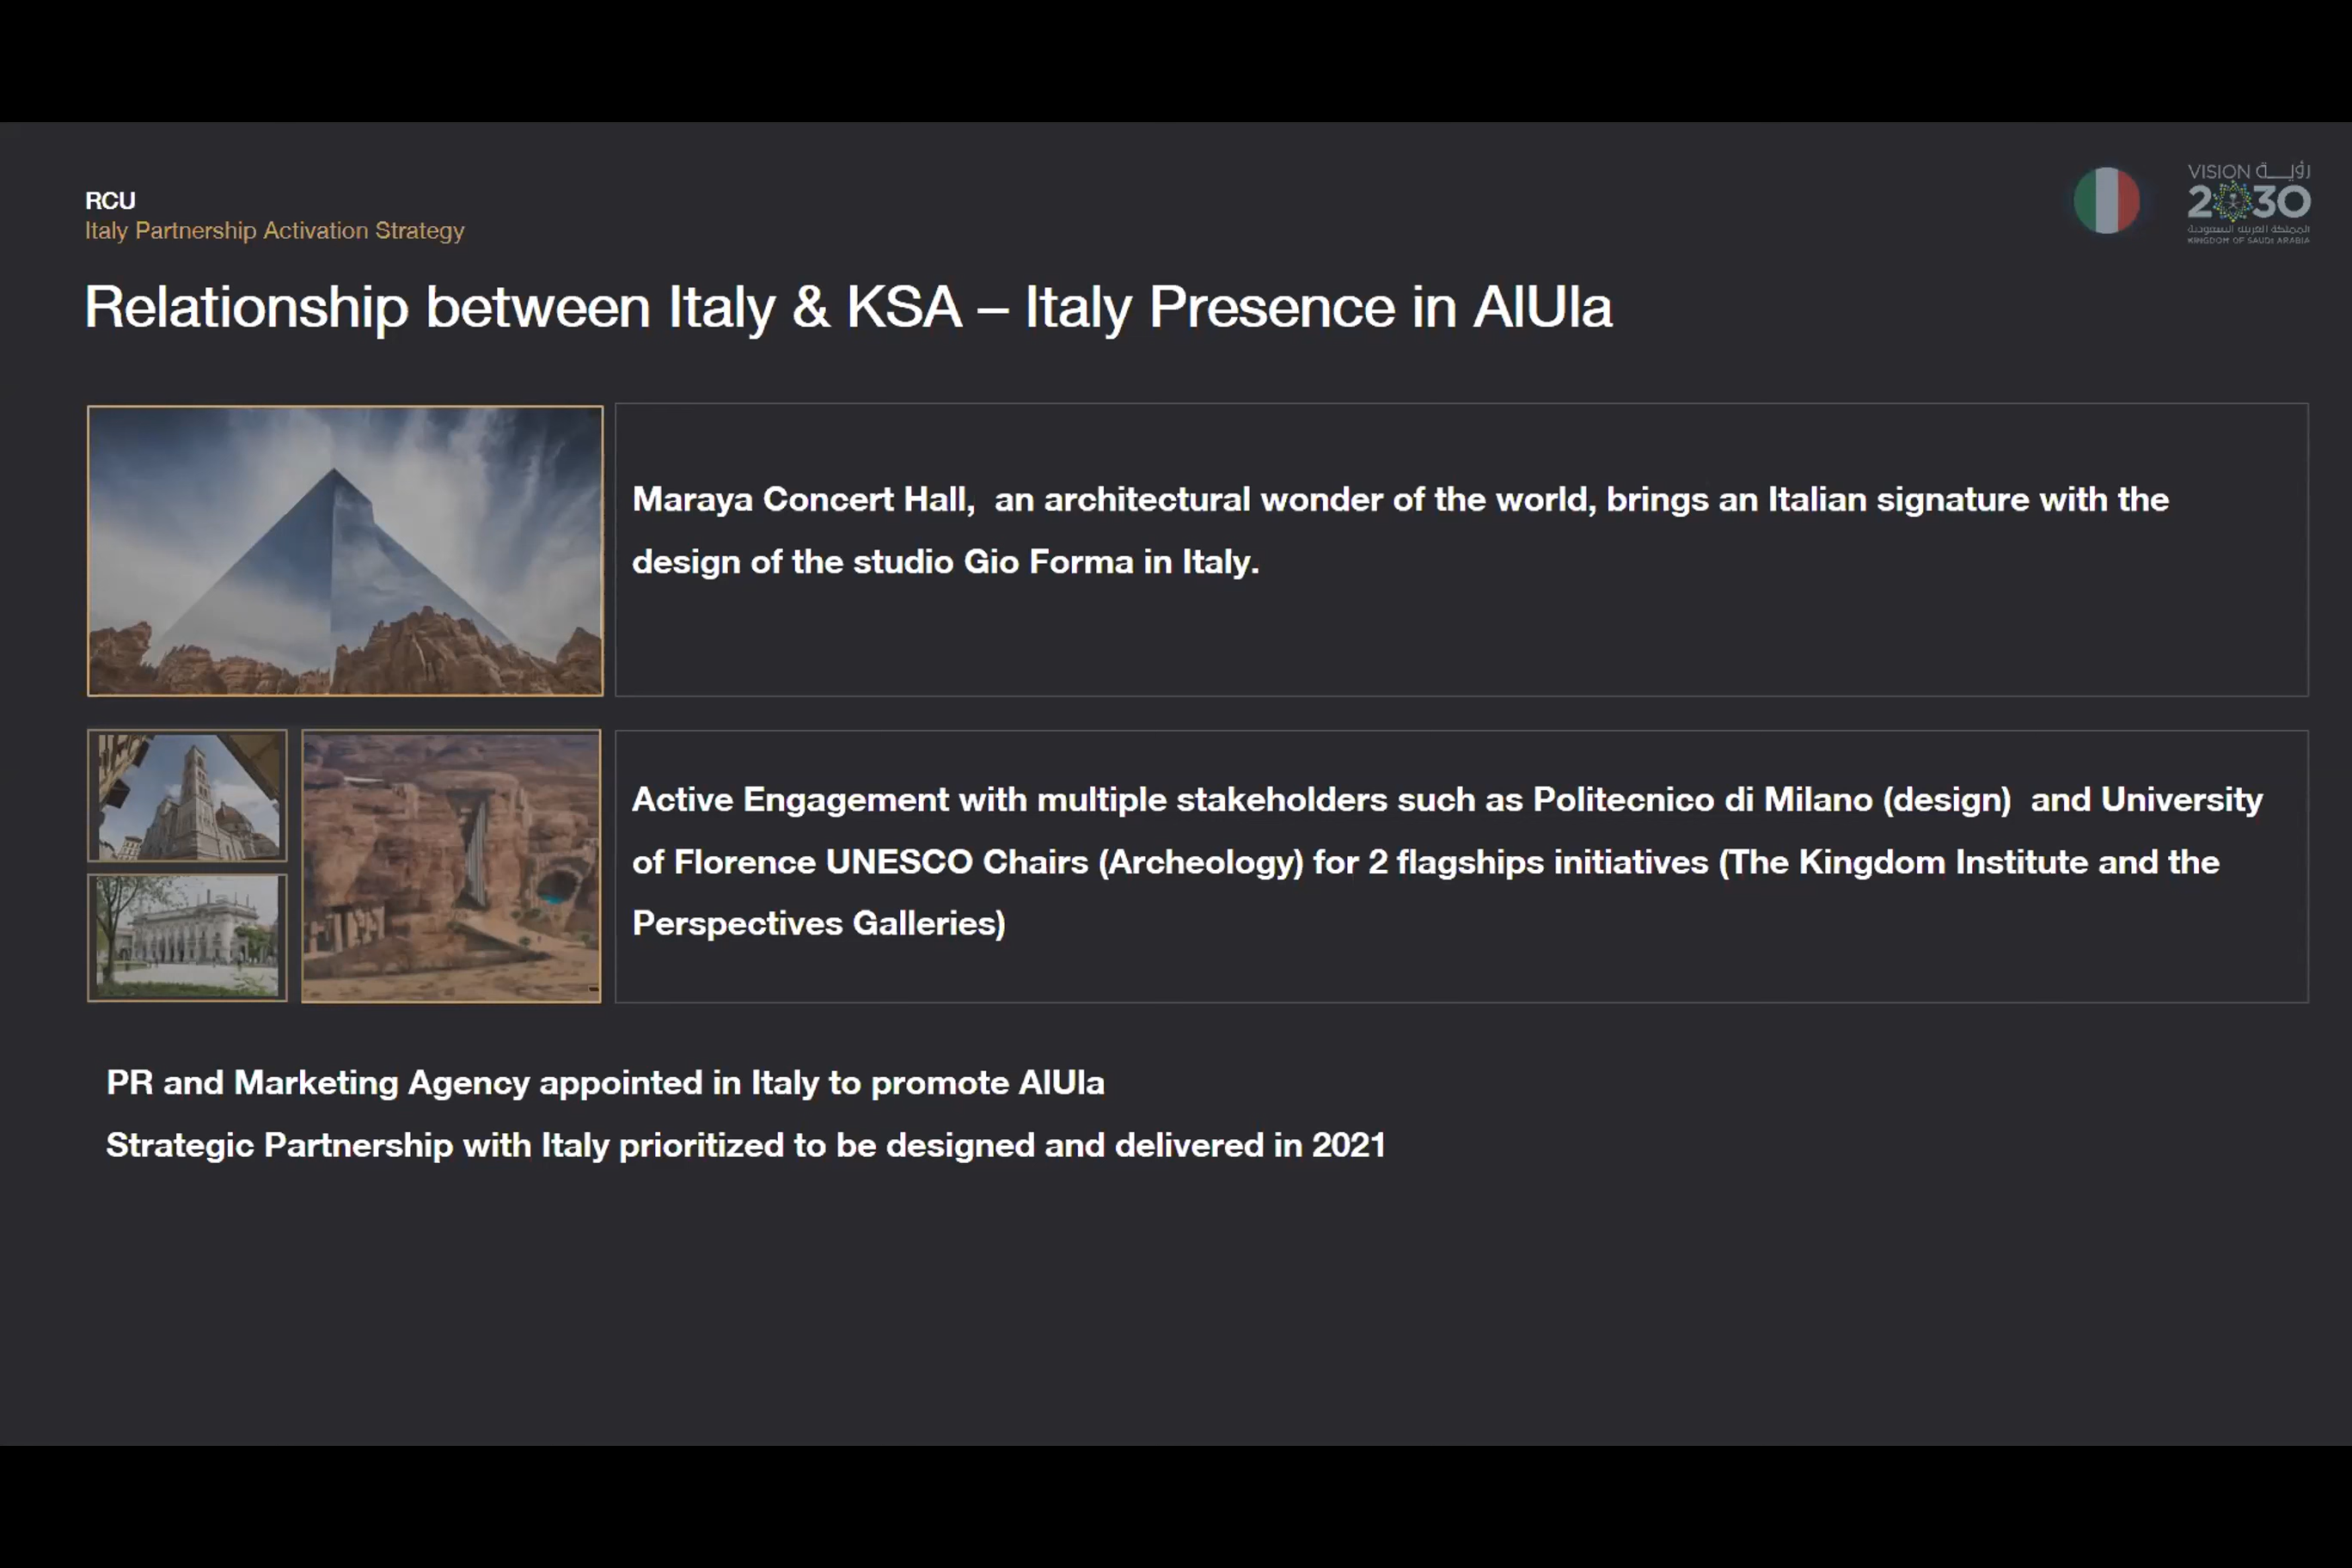 RCU
Italy Partnership Activation Strategy
VISION رؤيـــة
2030
المملكة العربية السعودية
KINGDOM OF SAUDI ARABIA
Relationship between Italy & KSA – Italy Presence in AlUla
Maraya Concert Hall,  an architectural wonder of the world, brings an Italian signature with the
design of the studio Gio Forma in Italy.
Active Engagement with multiple stakeholders such as Politecnico di Milano (design)  and University
of Florence UNESCO Chairs (Archeology) for 2 flagships initiatives (The Kingdom Institute and the
Perspectives Galleries)
PR and Marketing Agency appointed in Italy to promote AlUla
Strategic Partnership with Italy prioritized to be designed and delivered in 2021